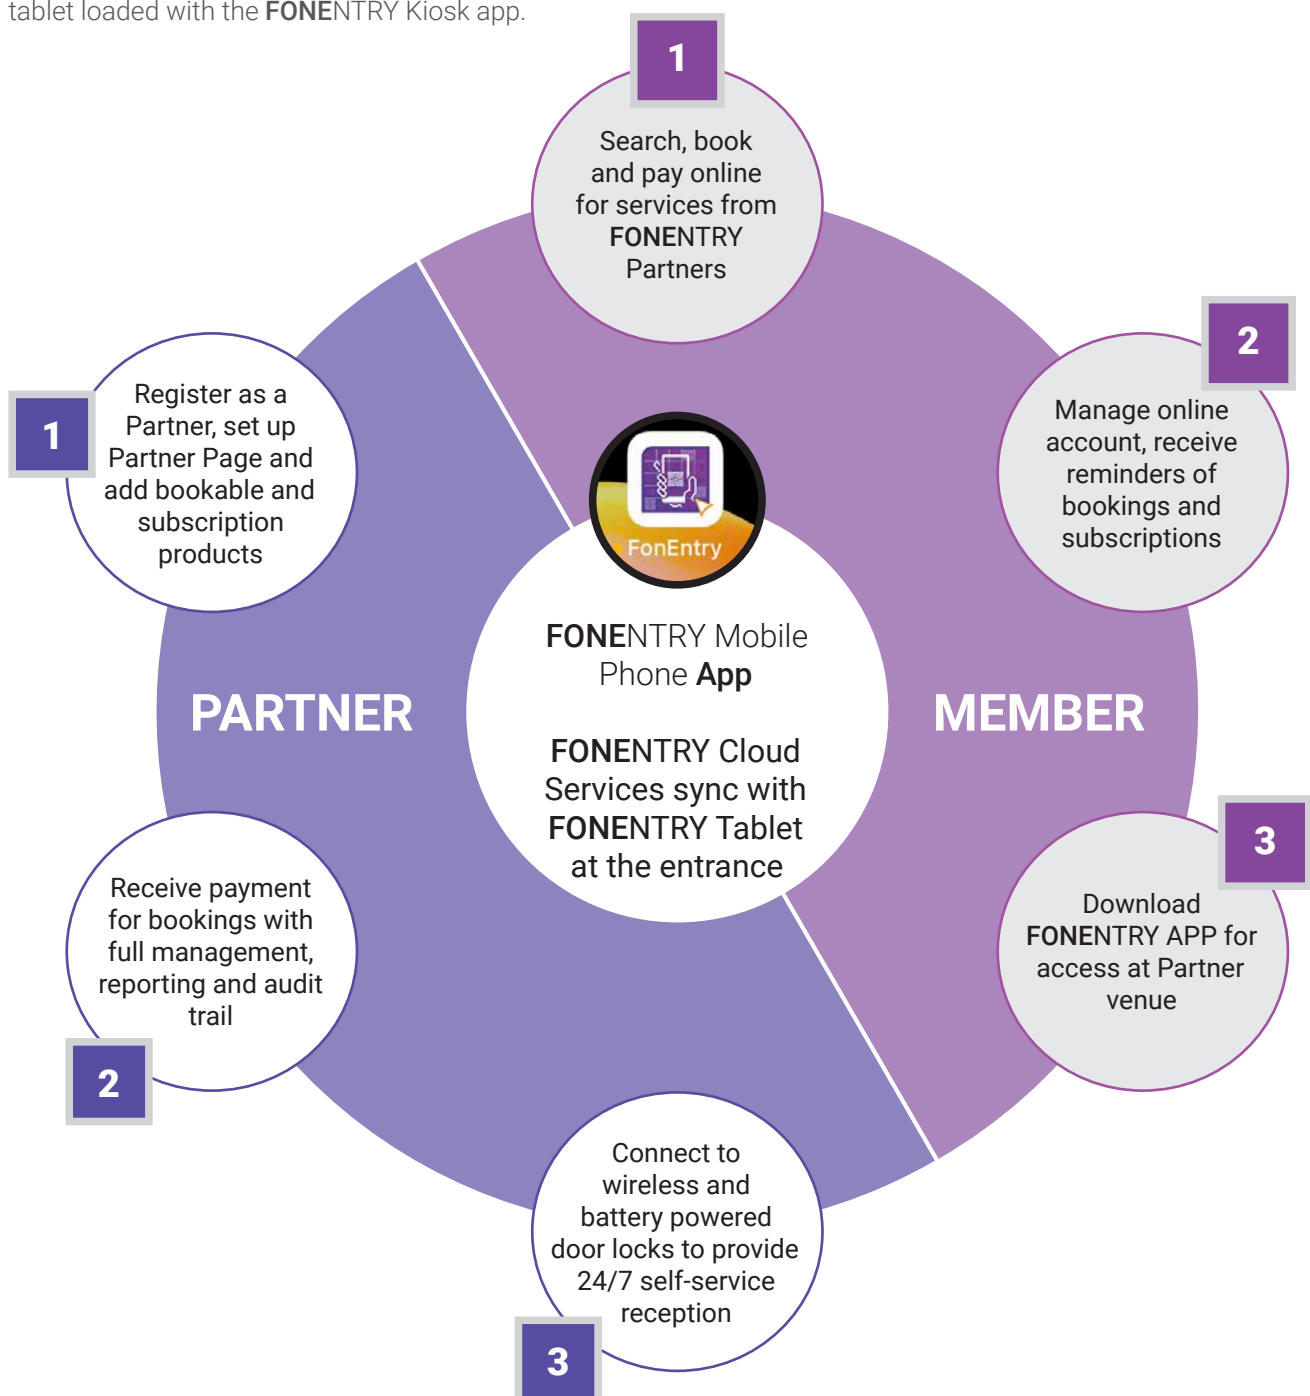 tablet loaded with the FONENTRY Kiosk app.
1
Search, book
and pay online
for services from
FONENTRY
Partners
2
Manage online
account, receive
reminders of
bookings and
subscriptions
3
Download
FONENTRY APP for
access at Partner
venue
MEMBER
1
Register as a
Partner, set up
Partner Page and
add bookable and
subscription
products
PARTNER
2
Receive payment
for bookings with
full management,
reporting and audit
trail
3
Connect to
wireless and
battery powered
door locks to provide
24/7 self-service
reception
FonEntry
FONENTRY Mobile
Phone App
FONENTRY Cloud
Services sync with
FONENTRY Tablet
at the entrance